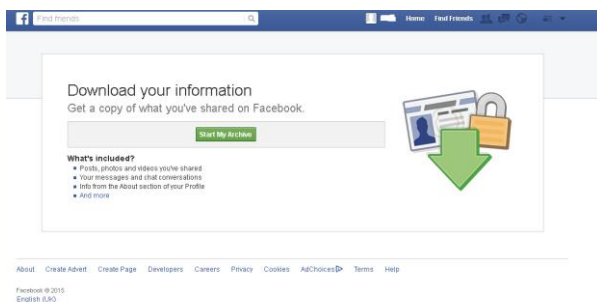 f Find friends Home Find Friends
Download your information
Get a copy of what you've shared on Facebook.
Start My Archive
What's included?
Posts, photos and videos you've shared
Your messages and chat conversations
Info from the About section of your Profile
And more
About Create Advert Create Page Developers Careers Privacy Cookies AdChoices Terms Help
Facebook © 2015
English (UK)